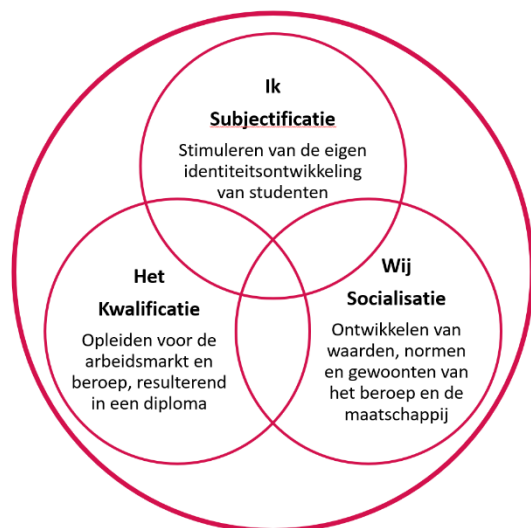 Ik
Subjectificatie
Stimuleren van de eigen
identiteitsontwikkeling
van studenten
Het
Kwalificatie
Opleiden voor de
arbeidsmarkt en
beroep, resulterend
in een diploma
Wij
Socialisatie
Ontwikkelen van
waarden, normen
en gewoonten van
het beroep en de
maatschappij